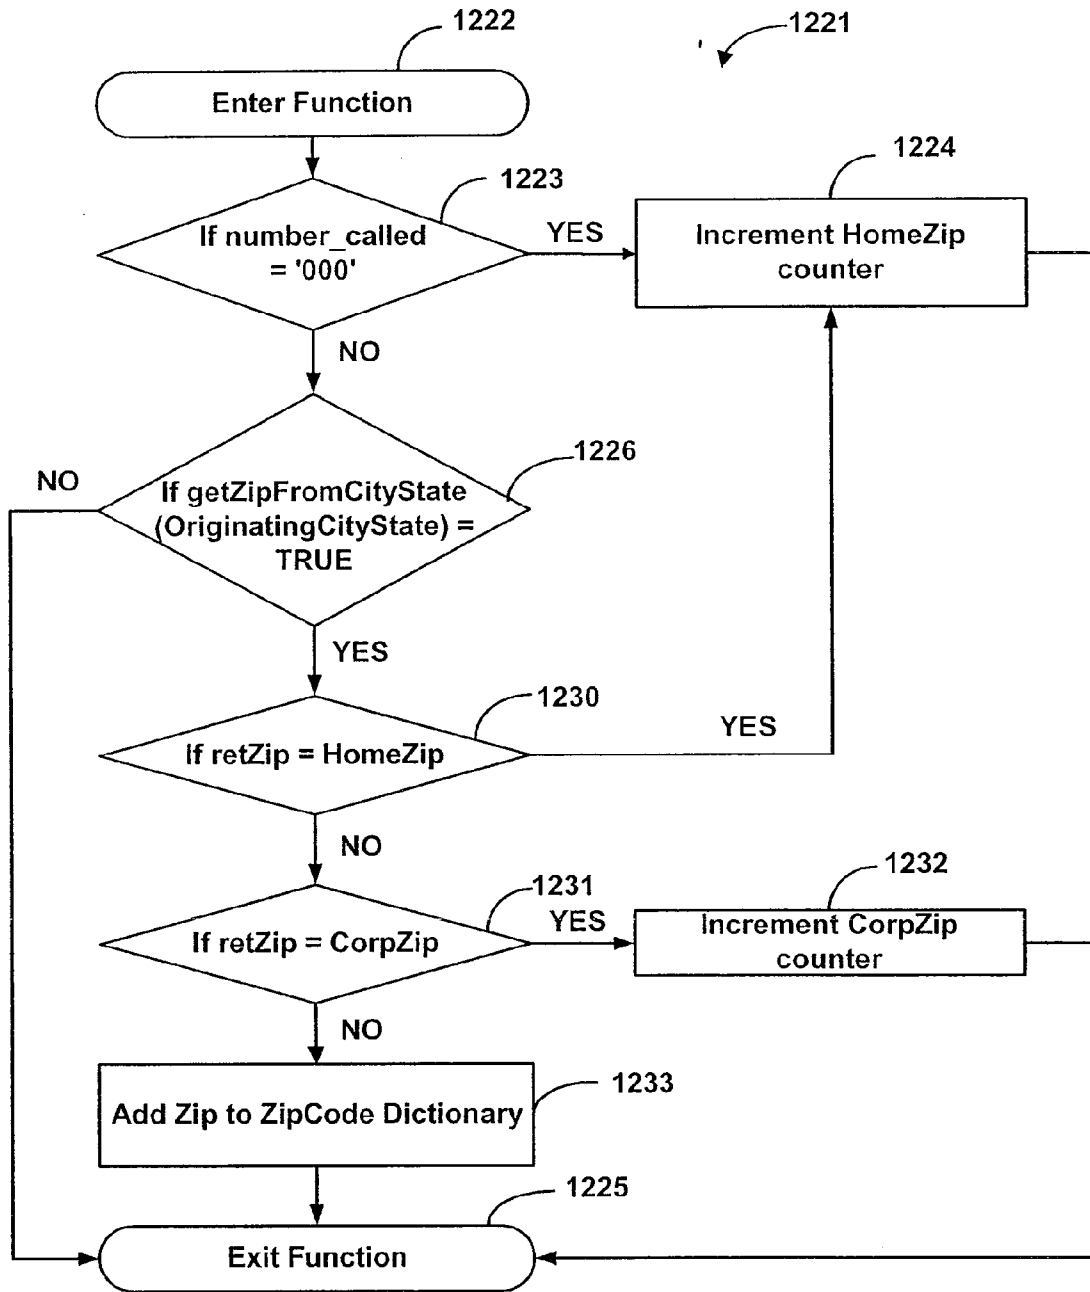 1222
1221
Enter Function
1223
1224
If number_called
= '000'
YES
Increment HomeZip
counter
NO
1226
NO
If getZipFromCityState
(OriginatingCityState) =
TRUE
YES
1230
YES
If retZip = HomeZip
NO
1231
1232
If retZip = CorpZip
YES
Increment CorpZip
counter
NO
1233
Add Zip to ZipCode Dictionary
1225
Exit Function